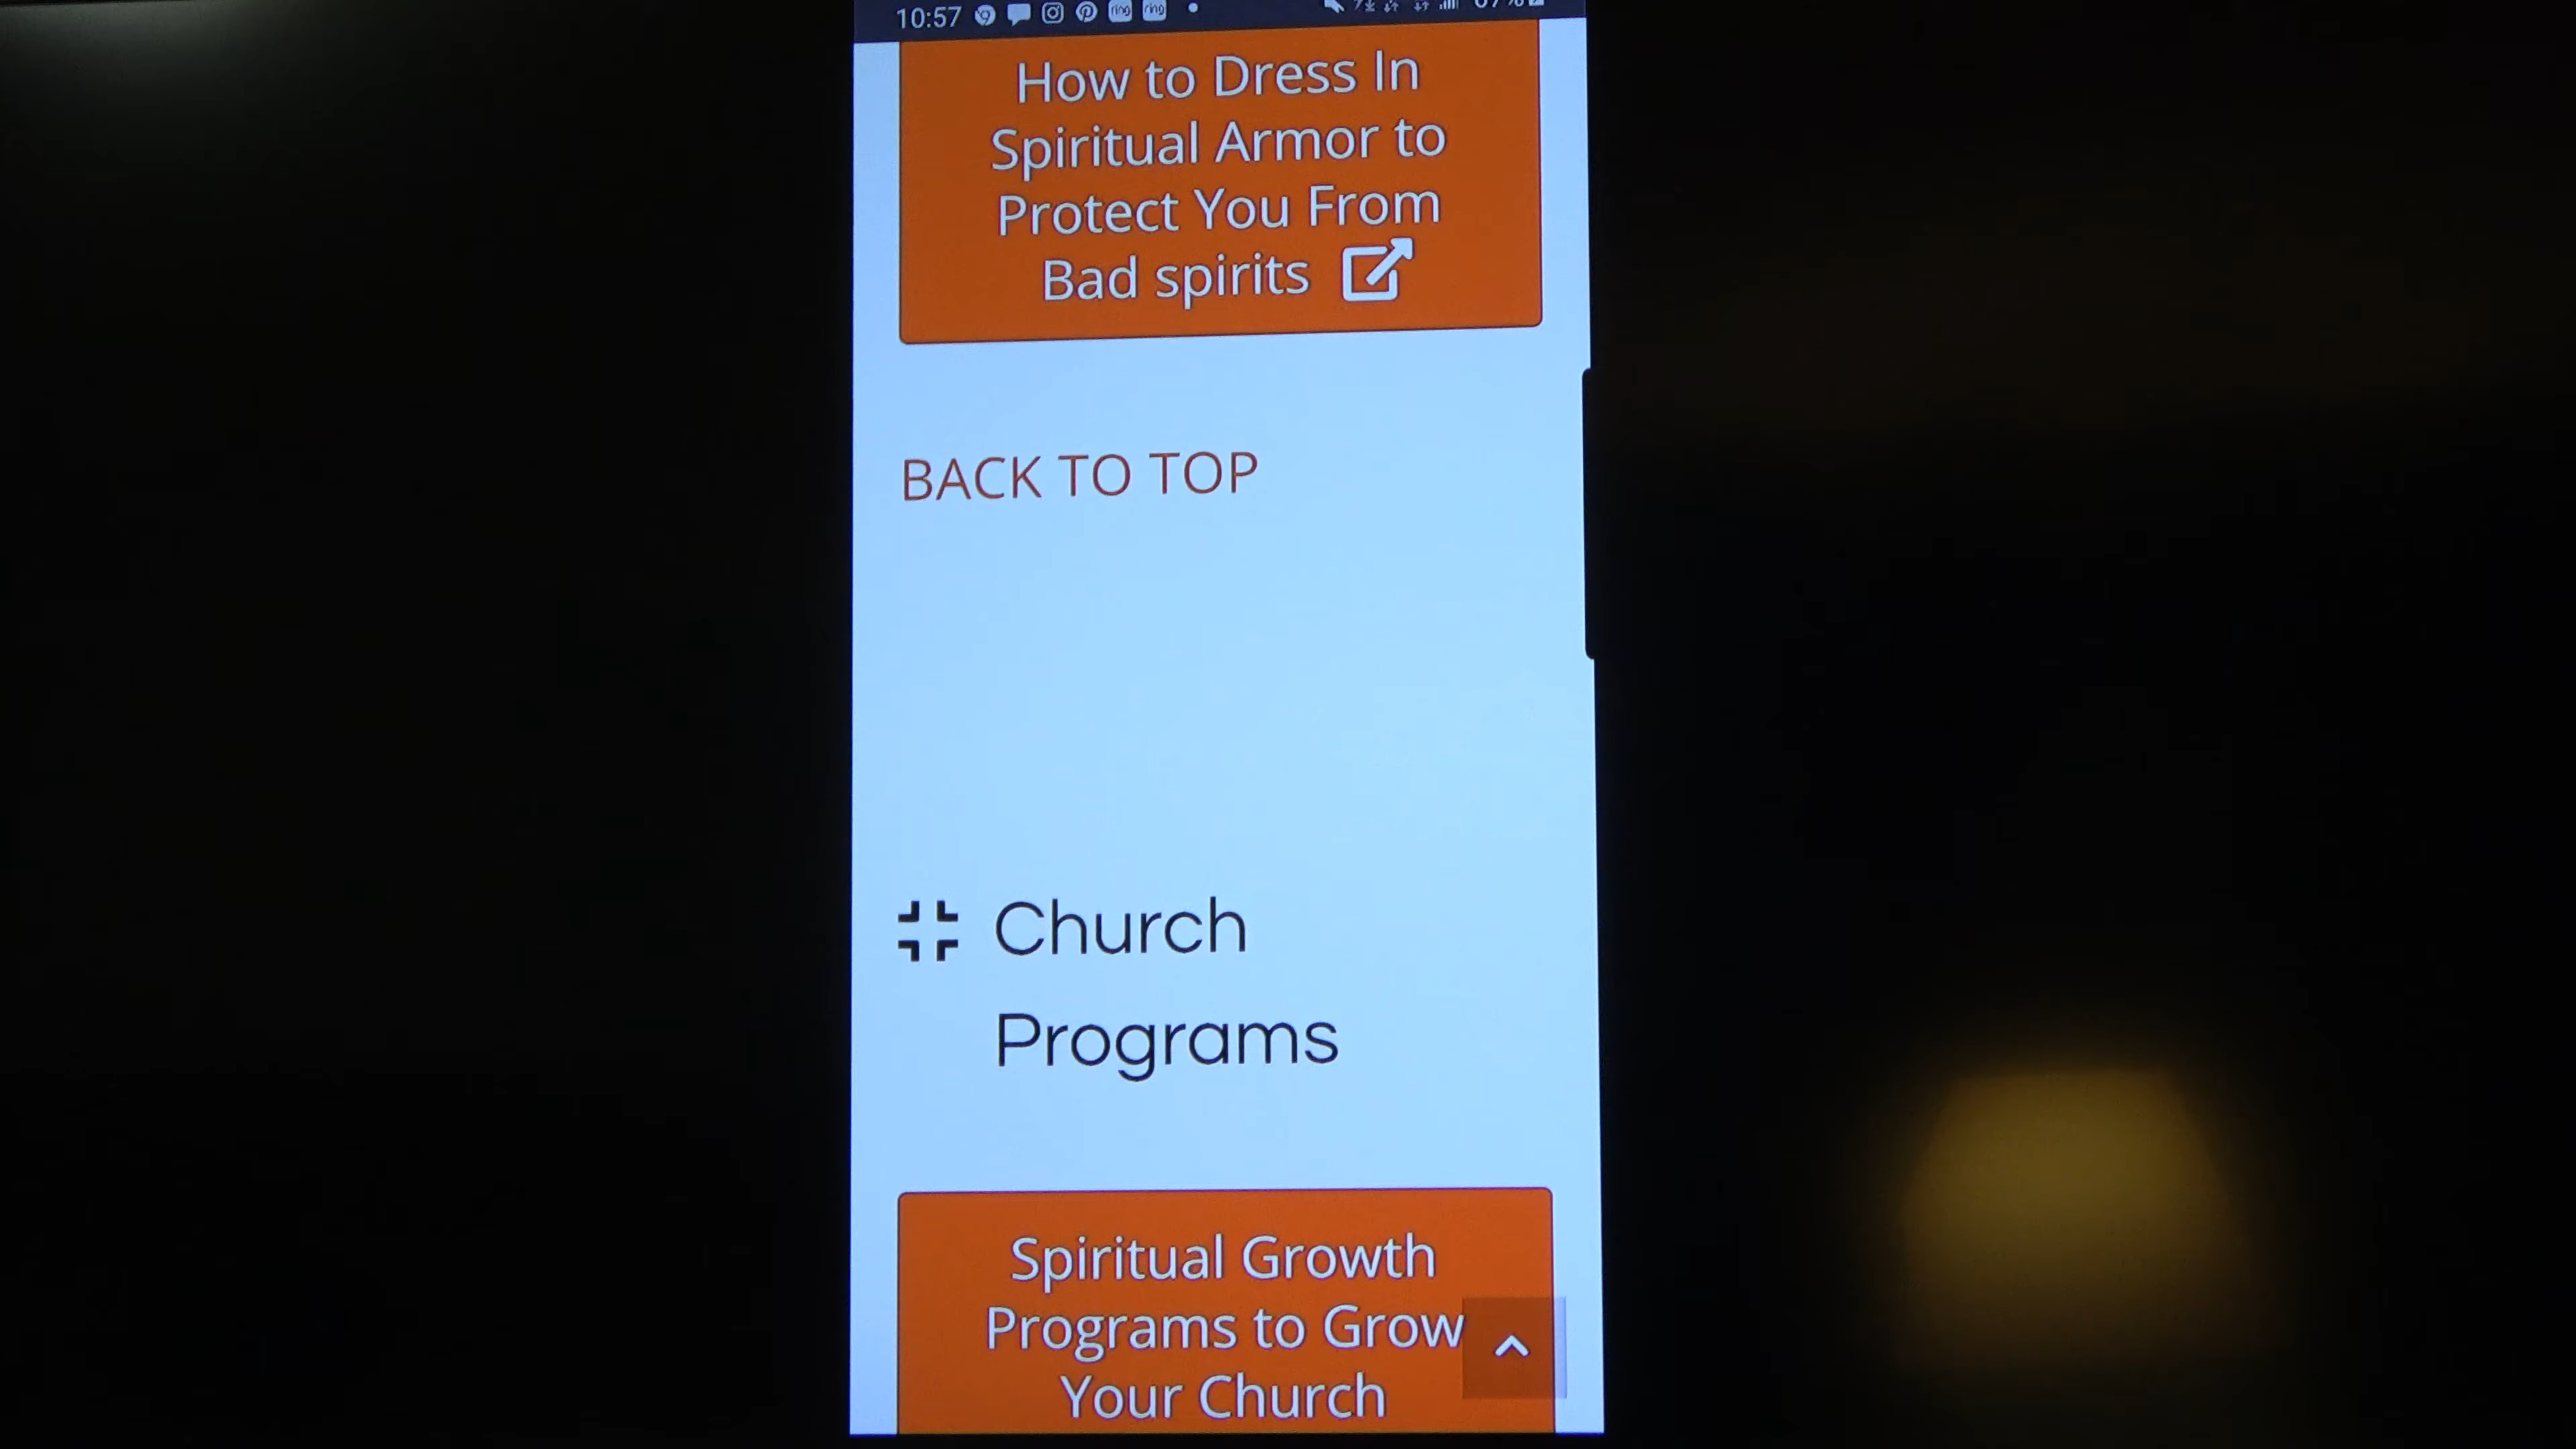 10:57
How to Dress In
Spiritual Armor to
Protect You From
Bad spirits
BACK TO TOP
Church
Programs
Spiritual Growth
Programs to Grow
Your Church